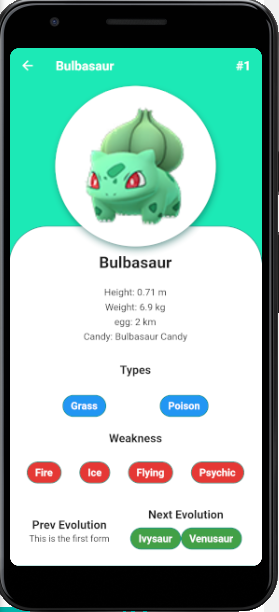 Bulbasaur #1
Bulbasaur
Height: 0.71 m
Weight: 6.9 kg
egg: 2 km
Candy: Bulbasaur Candy
Types
Grass Poison
Weakness
Fire Ice Flying Psychic
Prev Evolution
This is the first form
Next Evolution
Ivysaur Venusaur